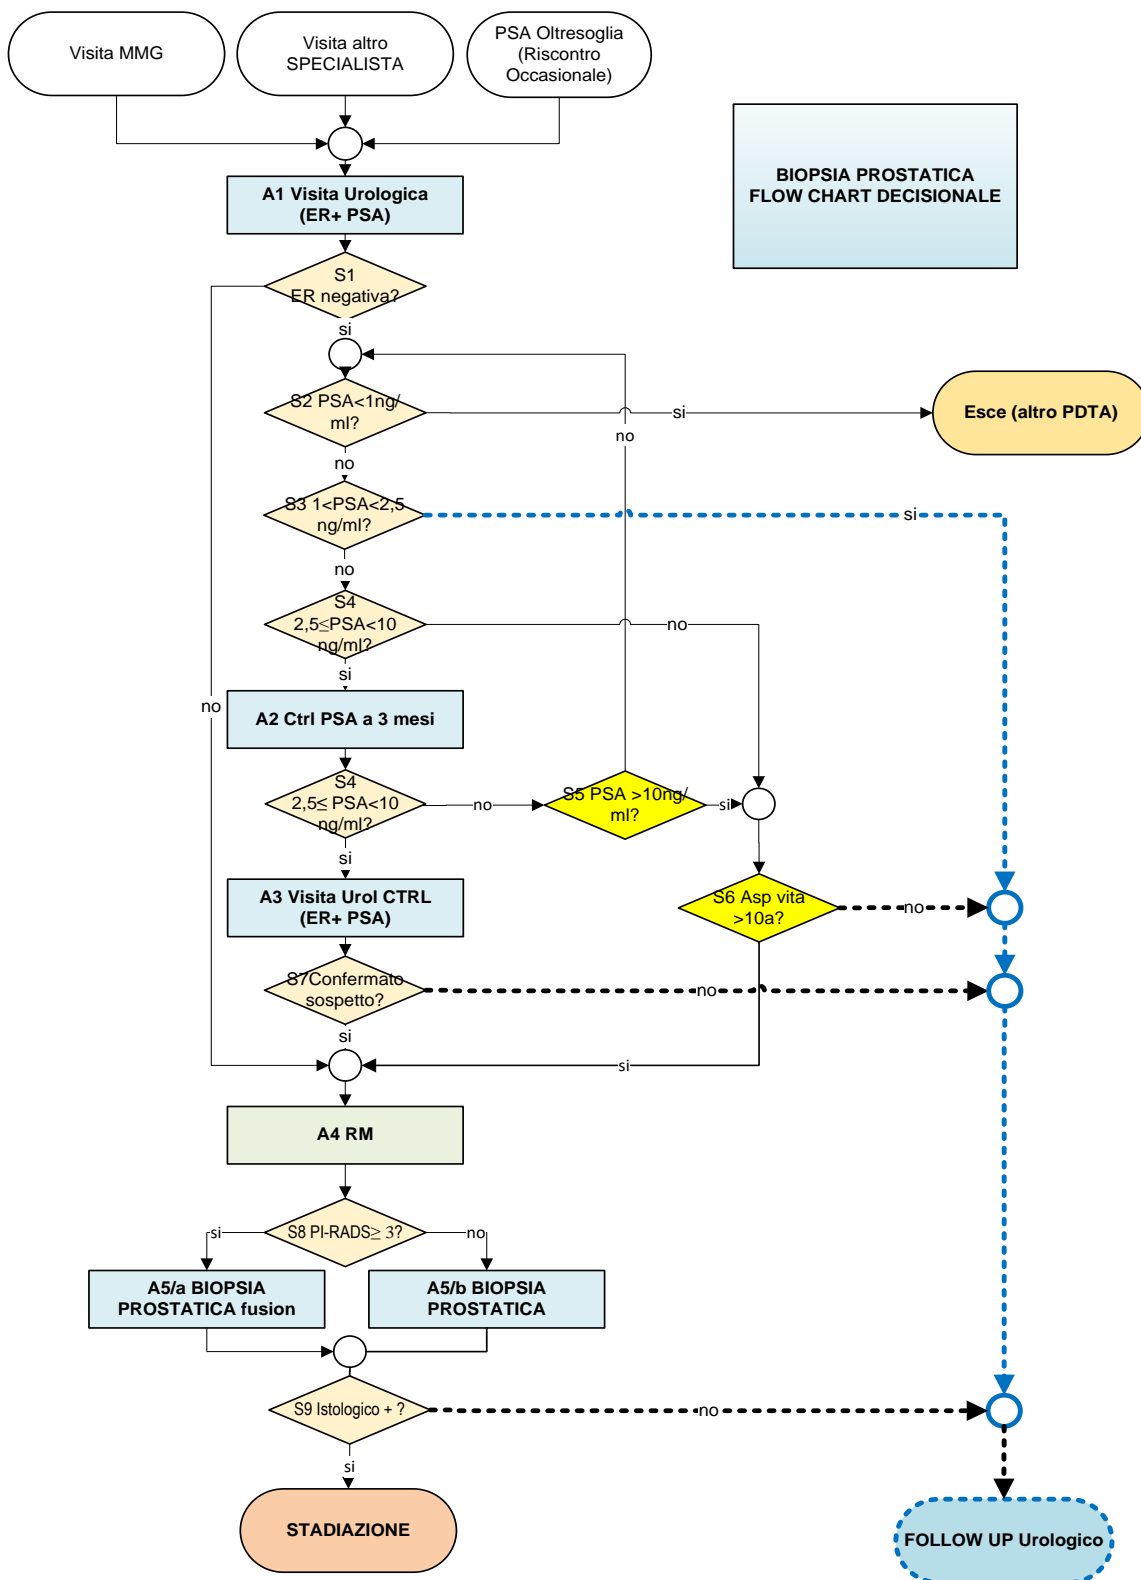 Visita MMG
Visita altro
SPECIALISTA
PSA Oltresoglia
(Riscontro
Occasionale)
BIOPSIA PROSTATICA
FLOW CHART DECISIONALE
A1 Visita Urologica
(ER+ PSA)
S1
ER negativa?
si
S2 PSA<1ng/
ml?
si
Esce (altro PDTA)
no
no
S3 1<PSA<2,5
ng/ml?
si
no
S4
2,5≤PSA<10
ng/ml?
no
si
no
A2 Ctrl PSA a 3 mesi
S4
2,5≤ PSA<10
ng/ml?
no
S5 PSA >10ng/
ml?
si
si
A3 Visita Urol CTRL
(ER+ PSA)
S6 Asp vita
>10a?
no
S7Confermato
sospetto?
no
si
si
A4 RM
S8 PI-RADS≥ 3?
si
no
A5/a BIOPSIA
PROSTATICA fusion
A5/b BIOPSIA
PROSTATICA
S9 Istologico + ?
no
si
STADIAZIONE
FOLLOW UP Urologico